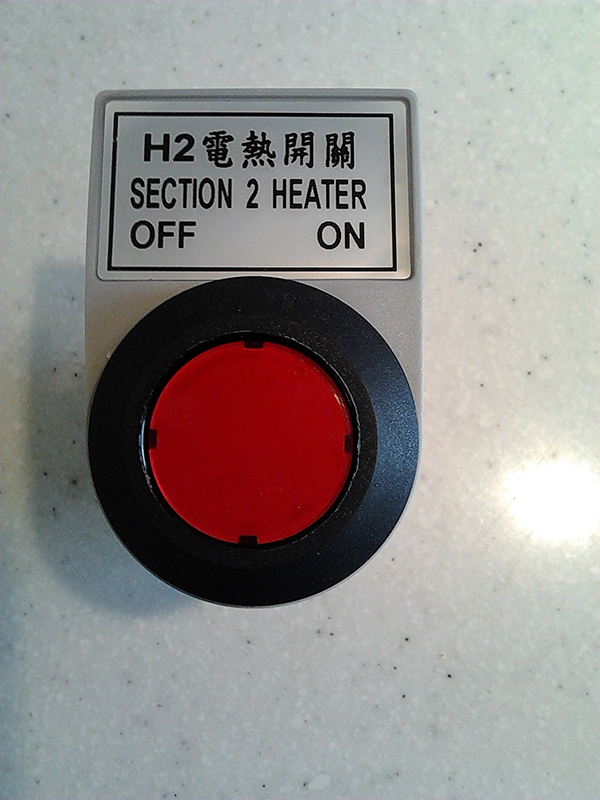 H2電熱開關
SECTION 2 HEATER
OFF ON